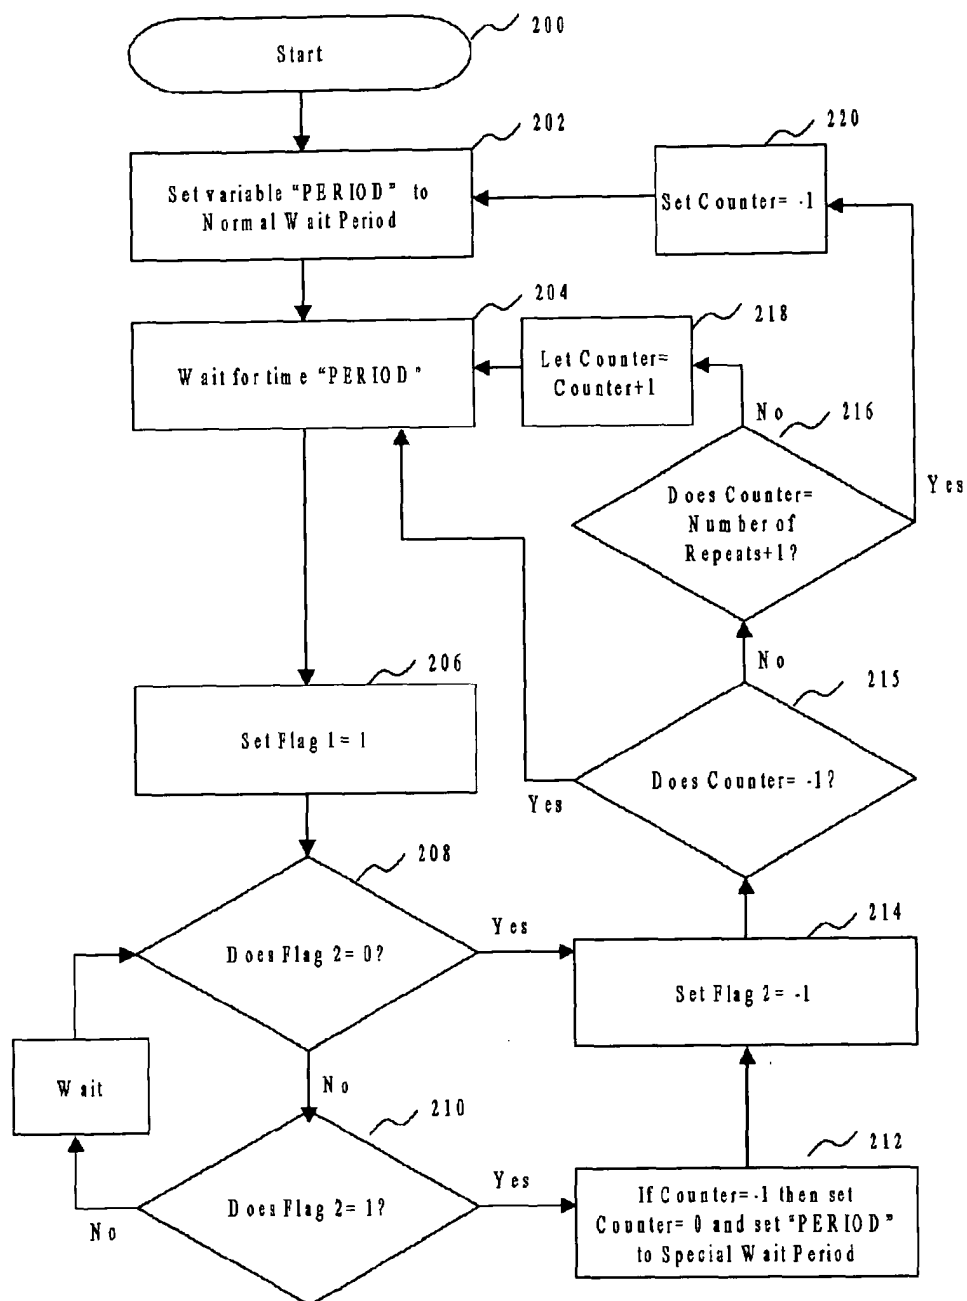 200
Start
202
Set variable "PERIOD" to
Normal Wait Period
220
Set Counter= -1
204
Wait for time "PERIOD"
218
Let Counter=
Counter+1
No
216
Does Counter=
Number of
Repeats+1?
Yes
No
206
Set Flag 1= 1
215
Does Counter= -1?
Yes
208
Does Flag 2= 0?
Yes
214
Set Flag 2= -1
Wait
No
210
Does Flag 2= 1?
Yes
No
212
If Counter=-1 then set
Counter= 0 and set "PERIOD"
to Special Wait Period